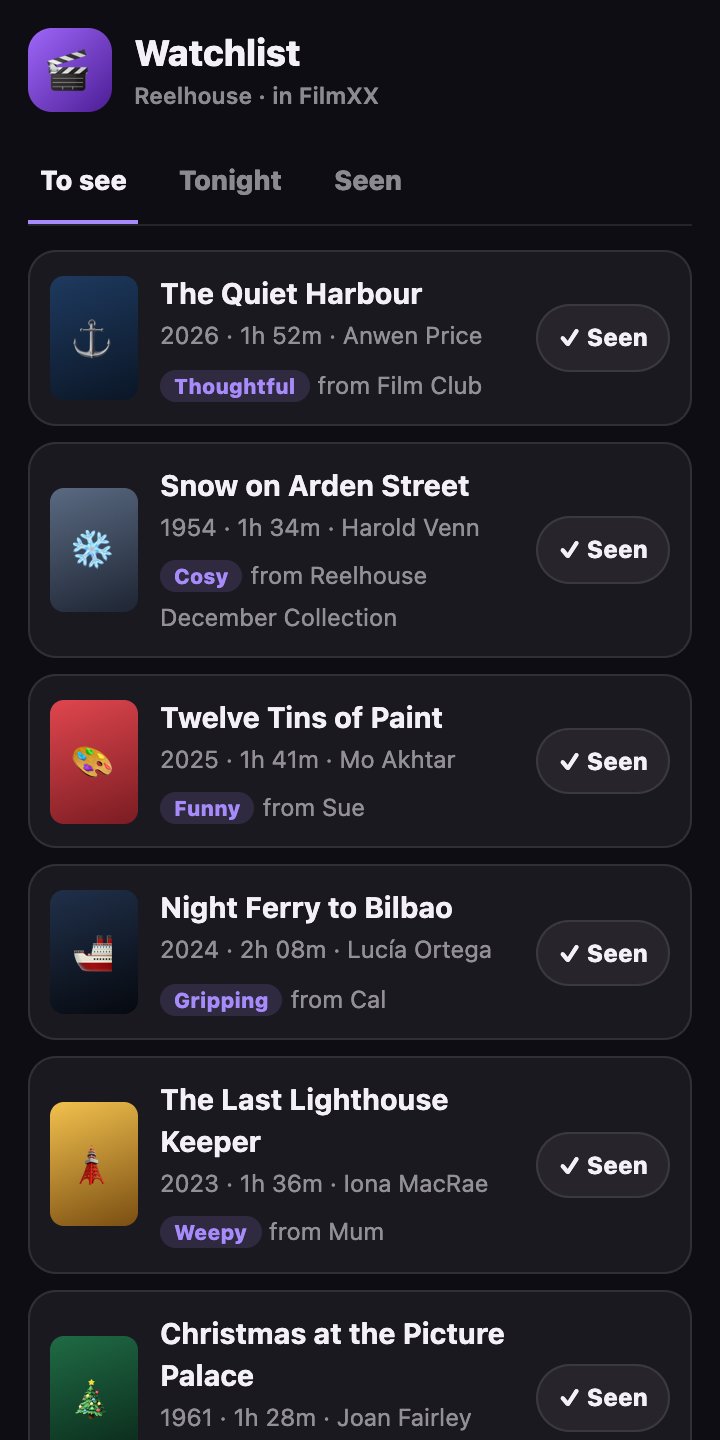 Watchlist
Reelhouse · in FilmXX
To see
Tonight
Seen
The Quiet Harbour
2026 · 1h 52m · Anwen Price
Thoughtful from Film Club
✓ Seen
Snow on Arden Street
1954 · 1h 34m · Harold Venn
Cosy from Reelhouse
December Collection
✓ Seen
Twelve Tins of Paint
2025 · 1h 41m · Mo Akhtar
Funny from Sue
✓ Seen
Night Ferry to Bilbao
2024 · 2h 08m · Lucía Ortega
Gripping from Cal
✓ Seen
The Last Lighthouse
Keeper
2023 · 1h 36m · Iona MacRae
Weepy from Mum
✓ Seen
Christmas at the Picture
Palace
1961 · 1h 28m · Joan Fairley
✓ Seen